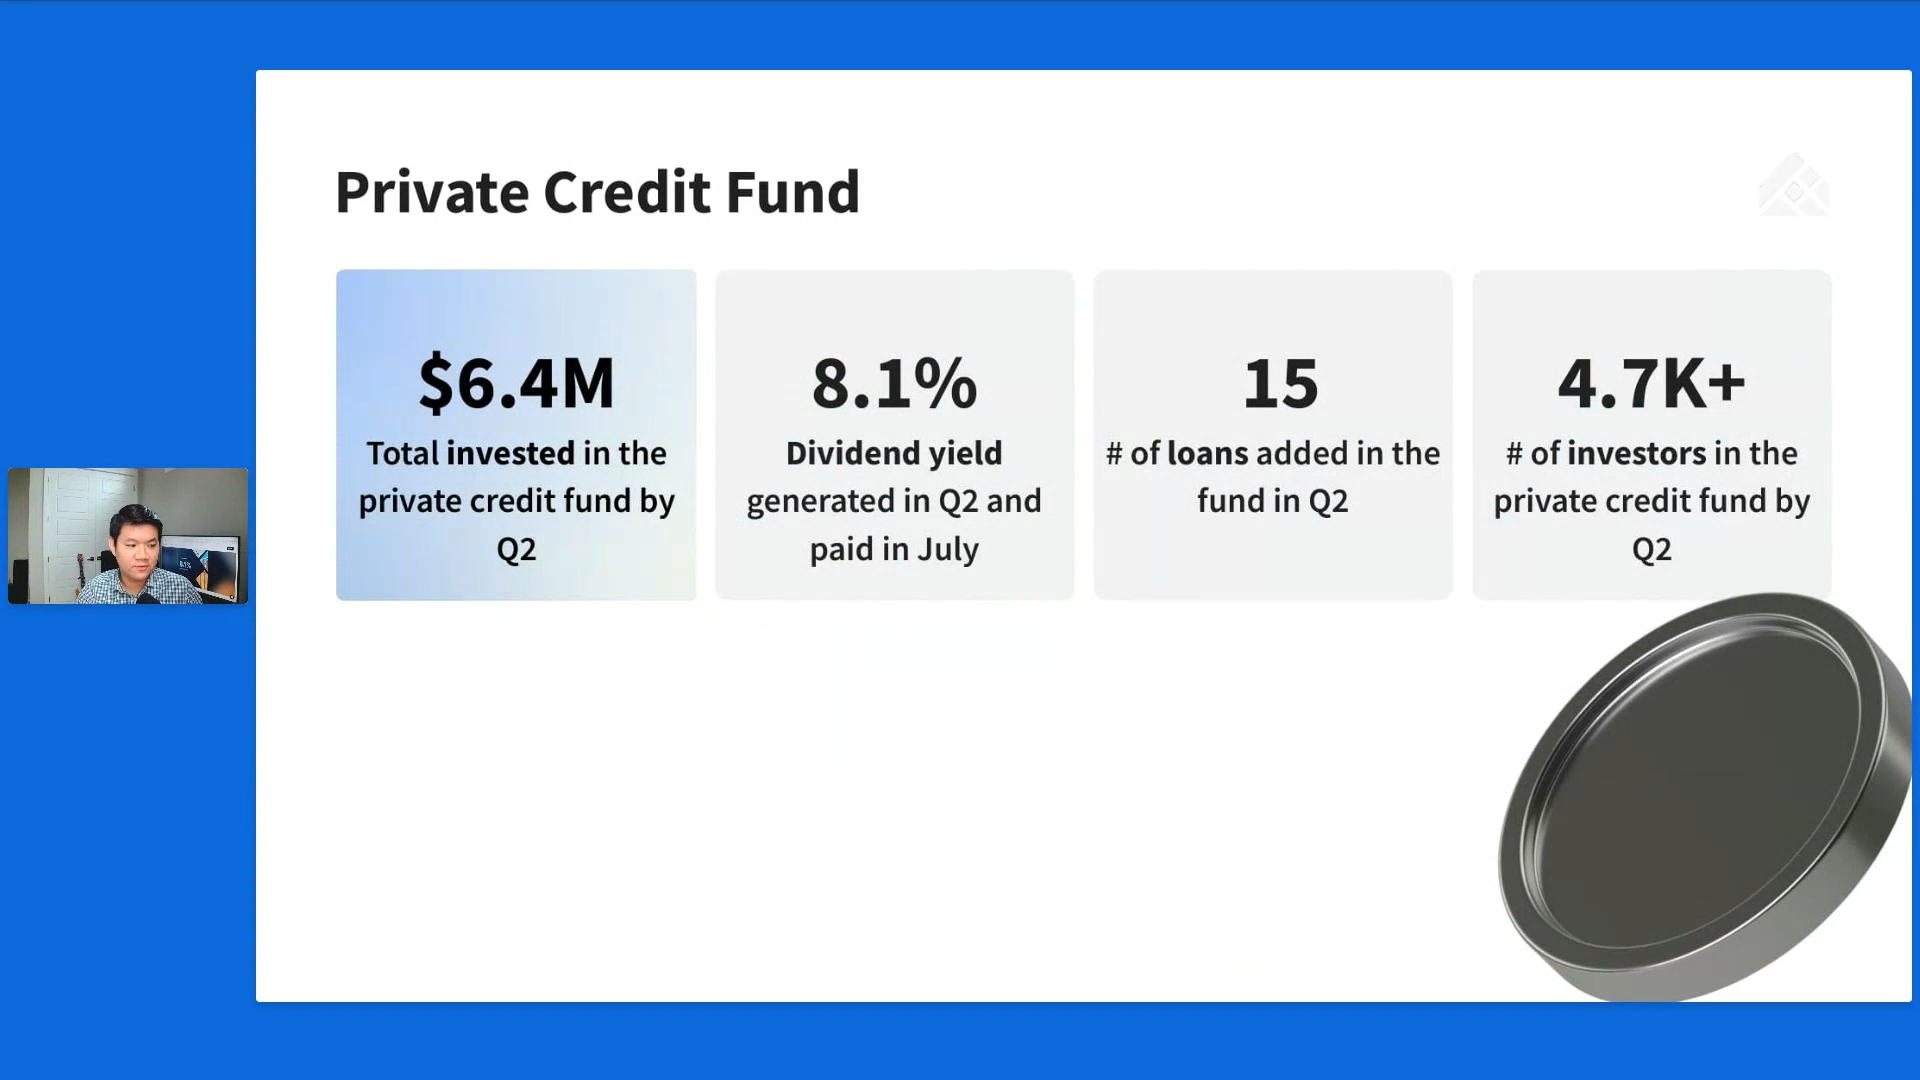 Private Credit Fund
$6.4M
Total invested in the
private credit fund by
Q2
8.1%
Dividend yield
generated in Q2 and
paid in July
15
# of loans added in the
fund in Q2
4.7K+
# of investors in the
private credit fund by
Q2
8.1%